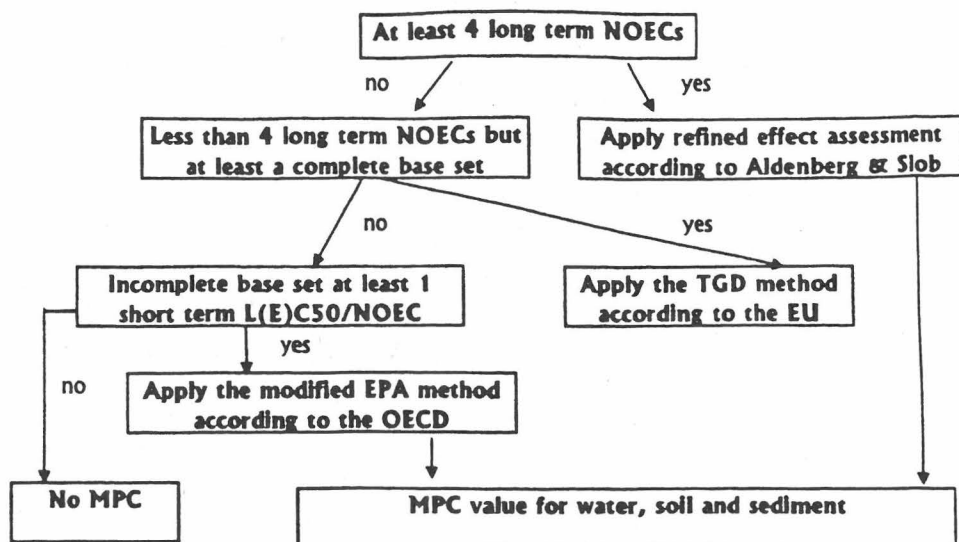 At least 4 long term NOECs
no
yes
Less than 4 long term NOECs but
at least a complete base set
Apply refined effect assessment
according to Aldenberg & Slob
no
yes
Incomplete base set at least 1
short term L(E)C50/NOEC
Apply the TGD method
according to the EU
yes
no
Apply the modified EPA method
according to the OECD
No MPC
MPC value for water, soil and sediment